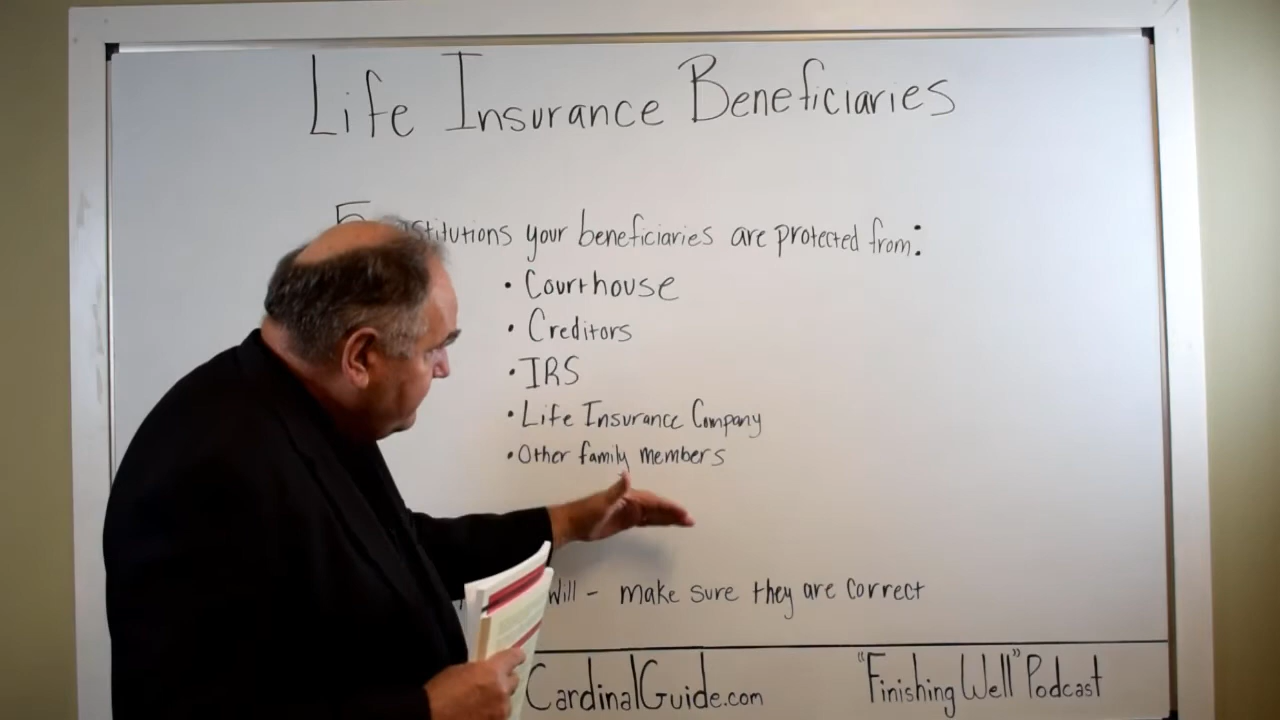 Life Insurance Beneficiaries
5 your beneficiaries are protected from:
• Courthouse
• Creditors
• IRS
• Life Insurance Company
• Other family members
Will - make sure they are correct
CardinalGuide.com
"Finishing Well" Podcast